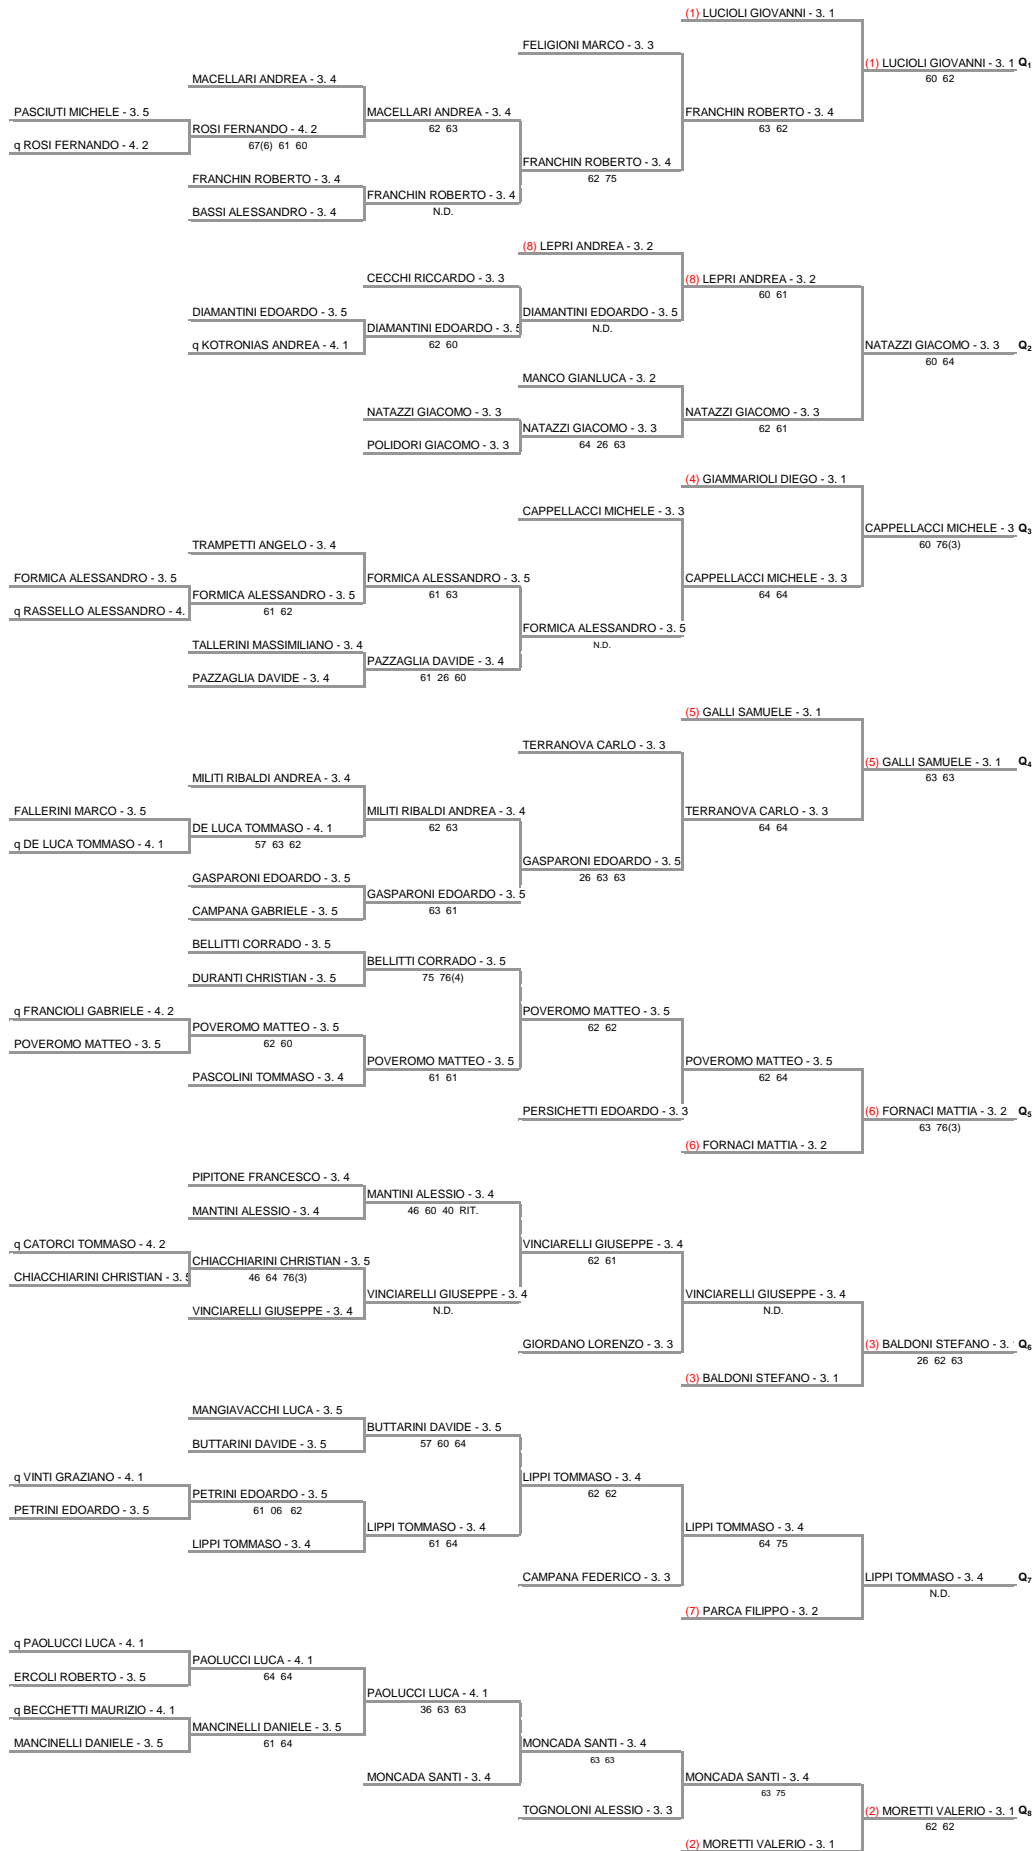 (1) LUCIOLI GIOVANNI - 3. 1
FELIGIONI MARCO - 3. 3
(1) LUCIOLI GIOVANNI - 3. 1 Q1
60 62
MACELLARI ANDREA - 3. 4
PASCIUTI MICHELE - 3. 5
MACELLARI ANDREA - 3. 4
FRANCHIN ROBERTO - 3. 4
62 63
63 62
ROSI FERNANDO - 4. 2
67(6) 61 60
q ROSI FERNANDO - 4. 2
FRANCHIN ROBERTO - 3. 4
62 75
FRANCHIN ROBERTO - 3. 4
FRANCHIN ROBERTO - 3. 4
N.D.
BASSI ALESSANDRO - 3. 4
(8) LEPRI ANDREA - 3. 2
CECCHI RICCARDO - 3. 3
(8) LEPRI ANDREA - 3. 2
60 61
DIAMANTINI EDOARDO - 3. 5
DIAMANTINI EDOARDO - 3. 5
N.D.
DIAMANTINI EDOARDO - 3. 5
62 60
q KOTRONIAS ANDREA - 4. 1
NATAZZI GIACOMO - 3. 3 Q2
60 64
MANCO GIANLUCA - 3. 2
NATAZZI GIACOMO - 3. 3
NATAZZI GIACOMO - 3. 3
62 61
NATAZZI GIACOMO - 3. 3
64 26 63
POLIDORI GIACOMO - 3. 3
(4) GIAMMARIOLI DIEGO - 3. 1
CAPPELLACCI MICHELE - 3. 3
CAPPELLACCI MICHELE - 3 Q3
60 76(3)
TRAMPETTI ANGELO - 3. 4
FORMICA ALESSANDRO - 3. 5
FORMICA ALESSANDRO - 3. 5
CAPPELLACCI MICHELE - 3. 3
61 63
64 64
FORMICA ALESSANDRO - 3. 5
61 62
q RASSELLO ALESSANDRO - 4.
FORMICA ALESSANDRO - 3. 5
N.D.
TALLERINI MASSIMILIANO - 3. 4
PAZZAGLIA DAVIDE - 3. 4
61 26 60
PAZZAGLIA DAVIDE - 3. 4
(5) GALLI SAMUELE - 3. 1
TERRANOVA CARLO - 3. 3
(5) GALLI SAMUELE - 3. 1 Q4
63 63
MILITI RIBALDI ANDREA - 3. 4
FALLERINI MARCO - 3. 5
MILITI RIBALDI ANDREA - 3. 4
TERRANOVA CARLO - 3. 3
62 63
64 64
DE LUCA TOMMASO - 4. 1
57 63 62
q DE LUCA TOMMASO - 4. 1
GASPARONI EDOARDO - 3. 5
26 63 63
GASPARONI EDOARDO - 3. 5
GASPARONI EDOARDO - 3. 5
63 61
CAMPANA GABRIELE - 3. 5
BELLITTI CORRADO - 3. 5
BELLITTI CORRADO - 3. 5
75 76(4)
DURANTI CHRISTIAN - 3. 5
q FRANCIOLI GABRIELE - 4. 2
POVEROMO MATTEO - 3. 5
62 62
POVEROMO MATTEO - 3. 5
62 60
POVEROMO MATTEO - 3. 5
POVEROMO MATTEO - 3. 5
POVEROMO MATTEO - 3. 5
61 61
62 64
PASCOLINI TOMMASO - 3. 4
PERSICHETTI EDOARDO - 3. 3
(6) FORNACI MATTIA - 3. 2 Q5
63 76(3)
(6) FORNACI MATTIA - 3. 2
PIPITONE FRANCESCO - 3. 4
MANTINI ALESSIO - 3. 4
46 60 40 RIT.
MANTINI ALESSIO - 3. 4
q CATORCI TOMMASO - 4. 2
VINCIARELLI GIUSEPPE - 3. 4
62 61
CHIACCHIARINI CHRISTIAN - 3. 5
46 64 76(3)
CHIACCHIARINI CHRISTIAN - 3. 5
VINCIARELLI GIUSEPPE - 3. 4
VINCIARELLI GIUSEPPE - 3. 4
N.D.
N.D.
VINCIARELLI GIUSEPPE - 3. 4
GIORDANO LORENZO - 3. 3
(3) BALDONI STEFANO - 3. Q6
26 62 63
(3) BALDONI STEFANO - 3. 1
MANGIAVACCHI LUCA - 3. 5
BUTTARINI DAVIDE - 3. 5
57 60 64
BUTTARINI DAVIDE - 3. 5
q VINTI GRAZIANO - 4. 1
LIPPI TOMMASO - 3. 4
62 62
PETRINI EDOARDO - 3. 5
61 06 62
PETRINI EDOARDO - 3. 5
LIPPI TOMMASO - 3. 4
LIPPI TOMMASO - 3. 4
61 64
64 75
LIPPI TOMMASO - 3. 4
CAMPANA FEDERICO - 3. 3
LIPPI TOMMASO - 3. 4 Q7
N.D.
(7) PARCA FILIPPO - 3. 2
q PAOLUCCI LUCA - 4. 1
PAOLUCCI LUCA - 4. 1
64 64
ERCOLI ROBERTO - 3. 5
PAOLUCCI LUCA - 4. 1
36 63 63
q BECCHETTI MAURIZIO - 4. 1
MANCINELLI DANIELE - 3. 5
61 64
MANCINELLI DANIELE - 3. 5
MONCADA SANTI - 3. 4
63 63
MONCADA SANTI - 3. 4
MONCADA SANTI - 3. 4
63 75
TOGNOLONI ALESSIO - 3. 3
(2) MORETTI VALERIO - 3. 1 Q8
62 62
(2) MORETTI VALERIO - 3. 1